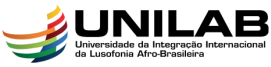 UNILAB
Universidade da Integração Internacional
da Lusofonia Afro-Brasileira